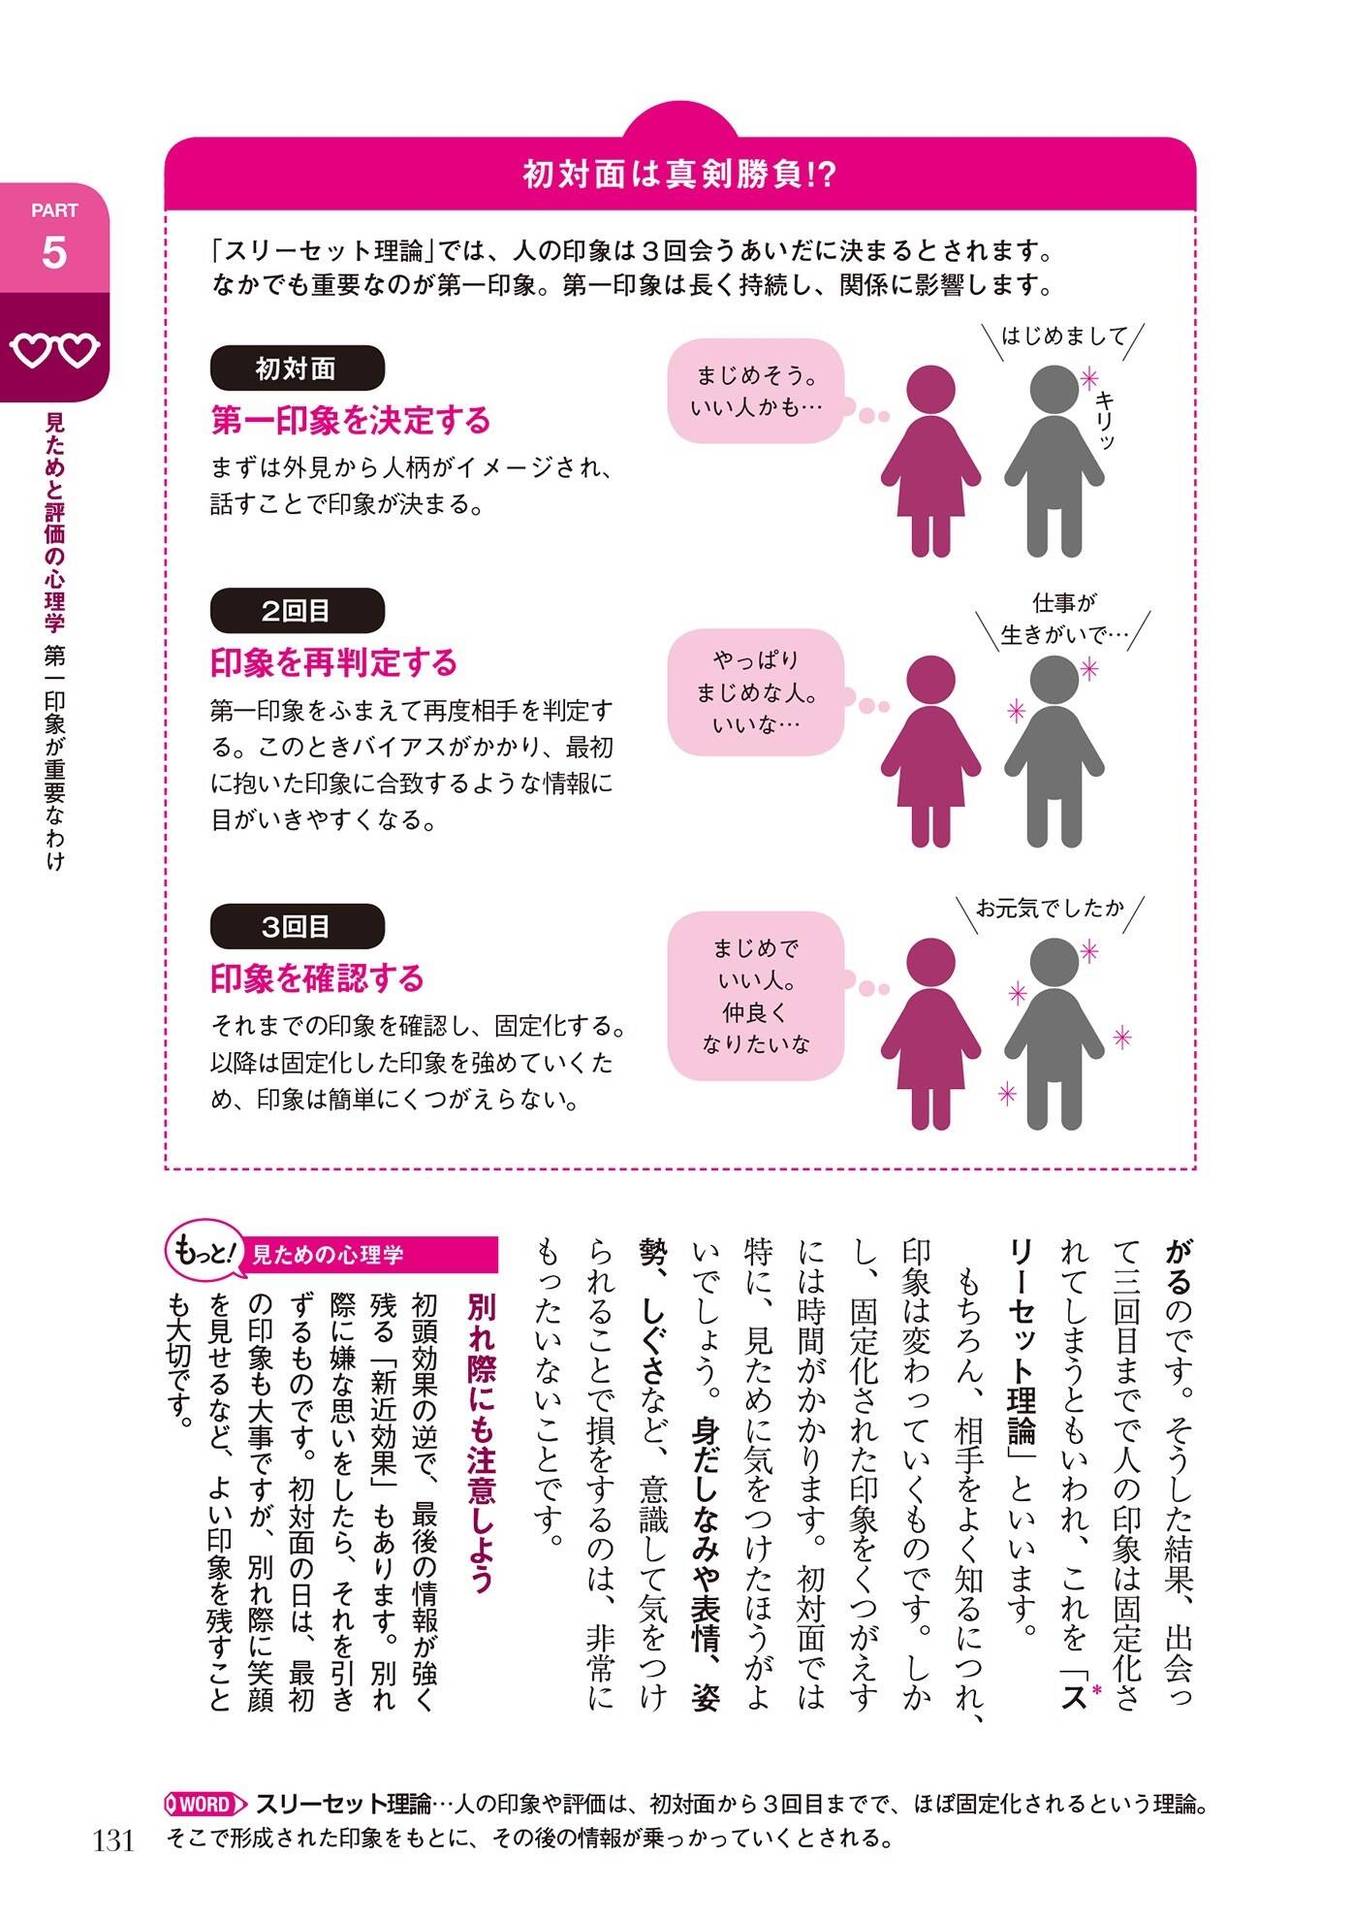 PART
5
見ためと評価の心理学 第一印象が重要なわけ
初対面は真剣勝負!?
「スリーセット理論」では、人の印象は3回会うあいだに決まるとされます。
なかでも重要なのが第一印象。第一印象は長く持続し、関係に影響します。
初対面
第一印象を決定する
まずは外見から人柄がイメージされ、
話すことで印象が決まる。
まじめそう。
いい人かも…
はじめまして
キリッ
2回目
印象を再判定する
第一印象をふまえて再度相手を判定す
る。このときバイアスがかかり、最初
に抱いた印象に合致するような情報に
目がいきやすくなる。
やっぱり
まじめな人。
いいな…
仕事が
生きがいで…
3回目
印象を確認する
それまでの印象を確認し、固定化する。
以降は固定化した印象を強めていくた
め、印象は簡単にくつがえらない。
まじめで
いい人。
仲良く
なりたいな
お元気でしたか
がるのです。そうした結果、出会っ
て三回目までで人の印象は固定化さ
れてしまうともいわれ、これを「ス*
リーセット理論」といいます。
もちろん、相手をよく知るにつれ、
印象は変わっていくものです。しか
し、固定化された印象をくつがえす
には時間がかかります。初対面では
特に、見ために気をつけたほうがよ
いでしょう。身だしなみや表情、姿
勢、しぐさなど、意識して気をつけ
られることで損をするのは、非常に
もったいないことです。
もっと!
見ための心理学
別れ際にも注意しよう
初頭効果の逆で、最後の情報が強く
残る「新近効果」もあります。別れ
際に嫌な思いをしたら、それを引き
ずるものです。初対面の日は、最初
の印象も大事ですが、別れ際に笑顔
を見せるなど、よい印象を残すこと
も大切です。
WORD スリーセット理論…人の印象や評価は、初対面から3回目までで、ほぼ固定化されるという理論。
そこで形成された印象をもとに、その後の情報が乗っかっていくとされる。
131